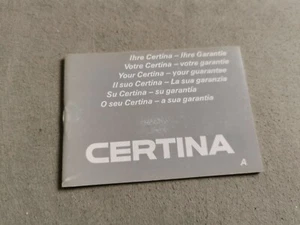 Ihre Certina – Ihre Garantie
Votre Certina – votre garantie
Your Certina – your guarantee
Il suo Certina – La sua garanzia
Su Certina – su garantía
O seu Certina – a sua garantia
CERTINA
A